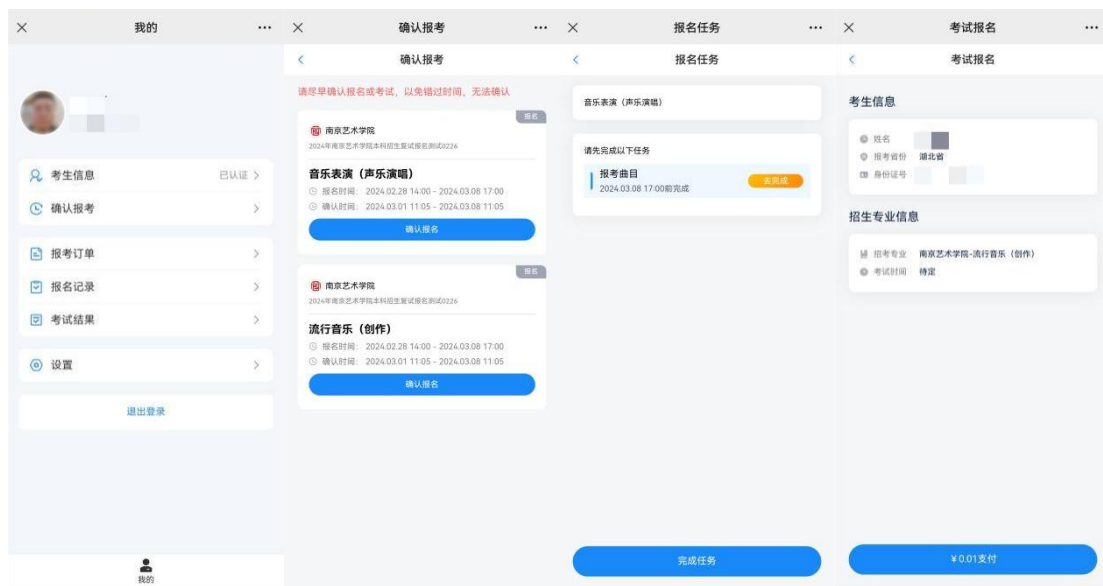 我的
考生信息
已认证
确认报考
报考订单
报名记录
考试结果
设置
退出登录
我的
确认报考
确认报考
请尽早确认报名或考试，以免错过时间，无法确认
报名
南京艺术学院
2024年南京艺术学院本科招生复试报名测试0226
音乐表演（声乐演唱）
报名时间： 2024.02.28 14:00 - 2024.03.08 17:00
确认时间： 2024.03.01 11:05 - 2024.03.08 11:05
确认报名
报名
南京艺术学院
2024年南京艺术学院本科招生复试报名测试0226
流行音乐（创作）
报名时间： 2024.02.28 14:00 - 2024.03.08 17:00
确认时间： 2024.03.01 11:05 - 2024.03.08 11:05
确认报名
报名任务
报名任务
音乐表演（声乐演唱）
请先完成以下任务
报考曲目
2024.03.08 17:00前完成
去完成
完成任务
考试报名
考试报名
考生信息
姓名
报考省份 湖北省
身份证号
招生专业信息
招考专业 南京艺术学院-流行音乐（创作）
考试时间 待定
¥0.01支付